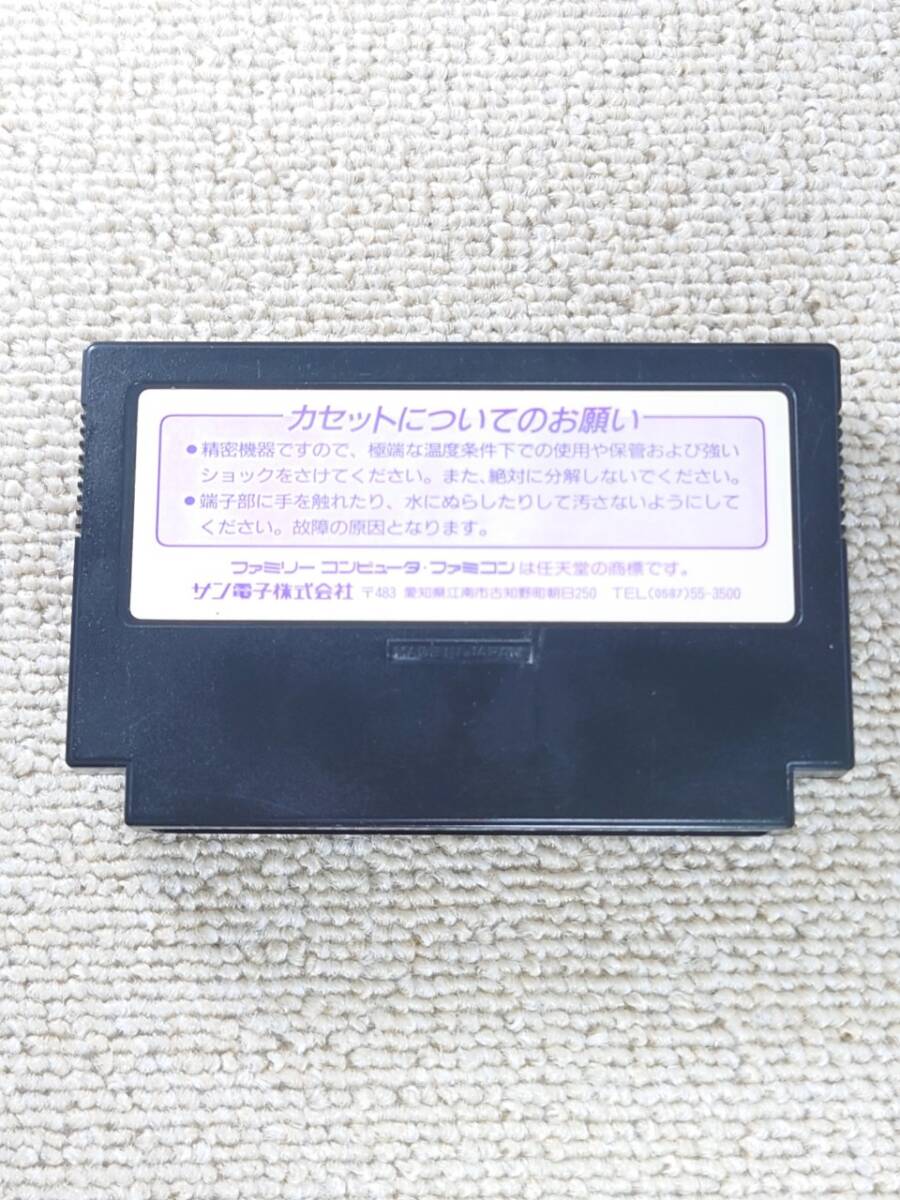 カセットについてのお願い
●精密機器ですので、極端な温度条件下での使用や保管および強い
ショックをさけてください。また、絶対に分解しないでください。
●端子部に手を触れたり、水にぬらしたりして汚さないようにして
ください。故障の原因となります。
ファミリー コンピュータ・ファミコンは任天堂の商標です。
サン電子株式会社 〒483 愛知県江南市古知野町朝日250 TEL(0587)55-3500
MADE IN JAPAN